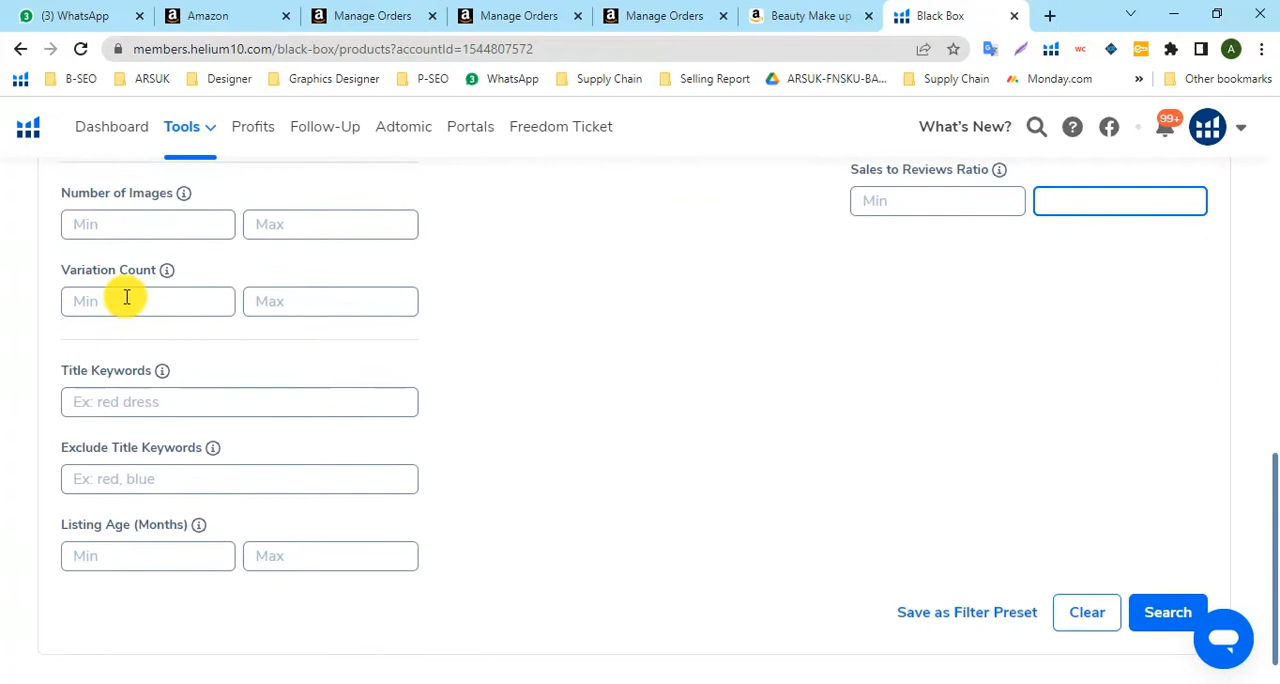 (3) WhatsApp
Amazon
Manage Orders
Manage Orders
Manage Orders
Beauty Make up
Black Box
members.helium10.com/black-box/products?accountId=1544807572
wc
A
B-SEO
ARSUK
Designer
Graphics Designer
P-SEO
3
WhatsApp
Supply Chain
Selling Report
ARSUK-FNSKU-BA...
Supply Chain
Monday.com
»
Other bookmarks
Dashboard
Tools
Profits
Follow-Up
Adtomic
Portals
Freedom Ticket
What's New?
99+
Sales to Reviews Ratio
Min
Number of Images
Min
Max
Variation Count
Min
Max
Title Keywords
Ex: red dress
Exclude Title Keywords
Ex: red, blue
Listing Age (Months)
Min
Max
Save as Filter Preset
Clear
Search